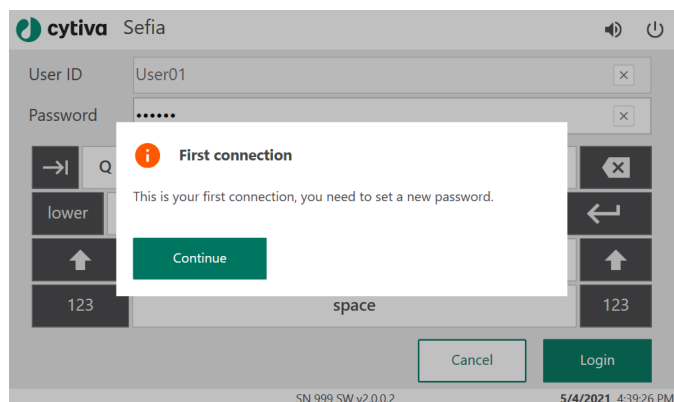 cytiva Sefia
User ID User01
Password ••••••
First connection
Q
This is your first connection, you need to set a new password.
lower
Continue
123 space 123
Cancel Login
SN 999 SW v2.0.0.2 5/4/2021 4:39:26 PM